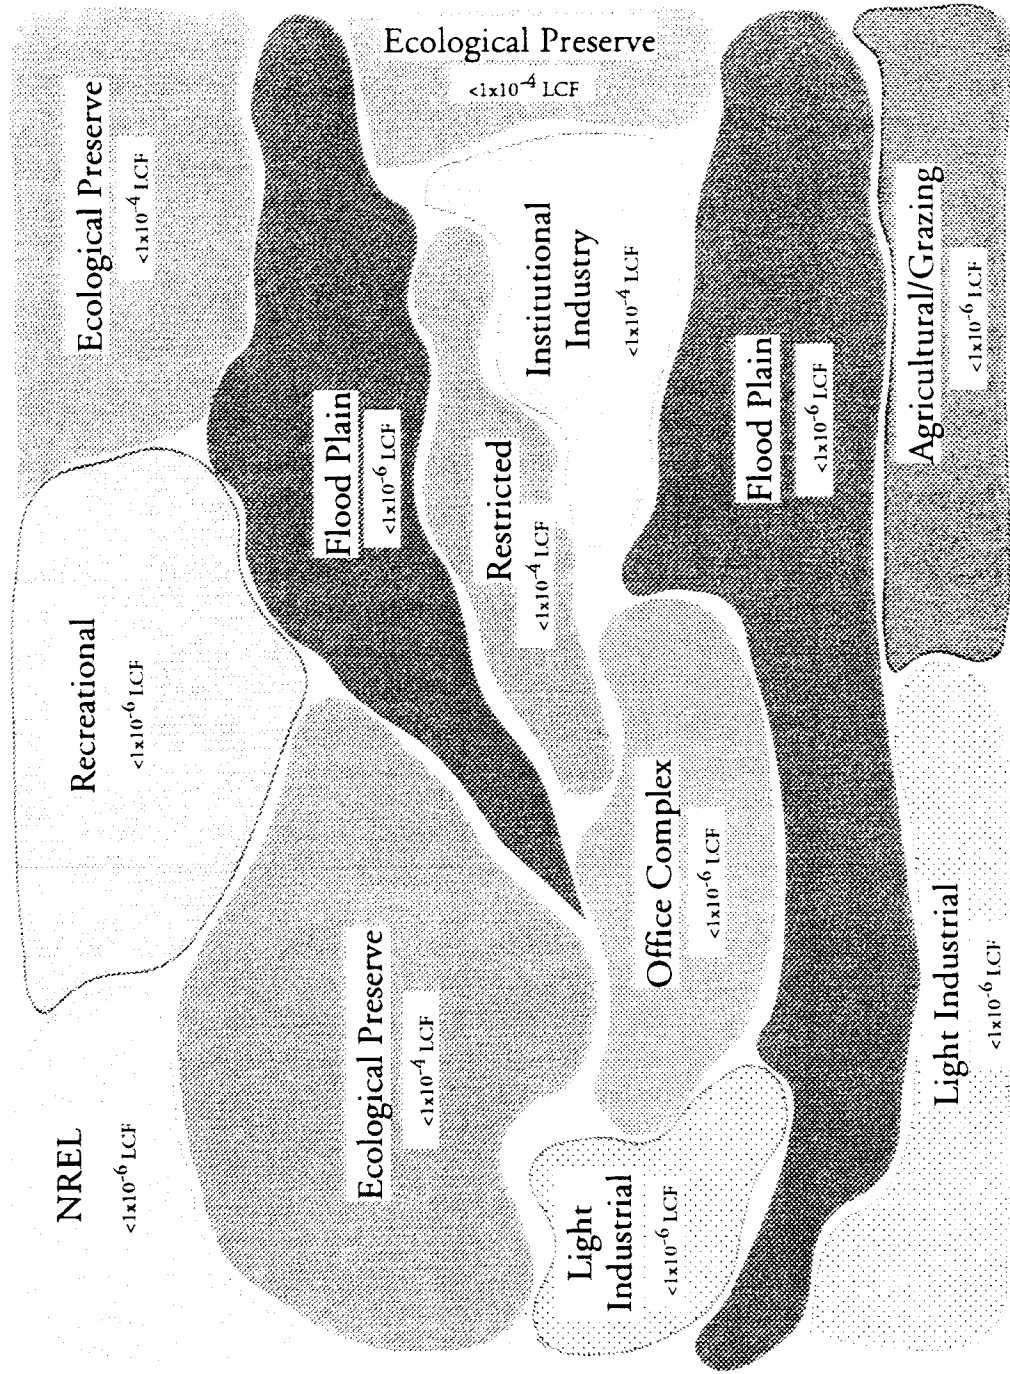 Ecological Preserve
<1x10⁻⁴ LCF
Ecological Preserve
<1x10⁻⁴ LCF
Flood Plain
<1x10⁻⁶ LCF
Institutional
Industry
<1x10⁻⁴ LCF
Flood Plain
<1x10⁻⁶ LCF
Agricultural/Grazing
<1x10⁻⁶ LCF
Restricted
<1x10⁻⁴ LCF
Recreational
<1x10⁻⁶ LCF
Office Complex
<1x10⁻⁶ LCF
Ecological Preserve
<1x10⁻⁴ LCF
Light Industrial
<1x10⁻⁶ LCF
NREL
<1x10⁻⁶ LCF
Light
Industrial
<1x10⁻⁶ LCF